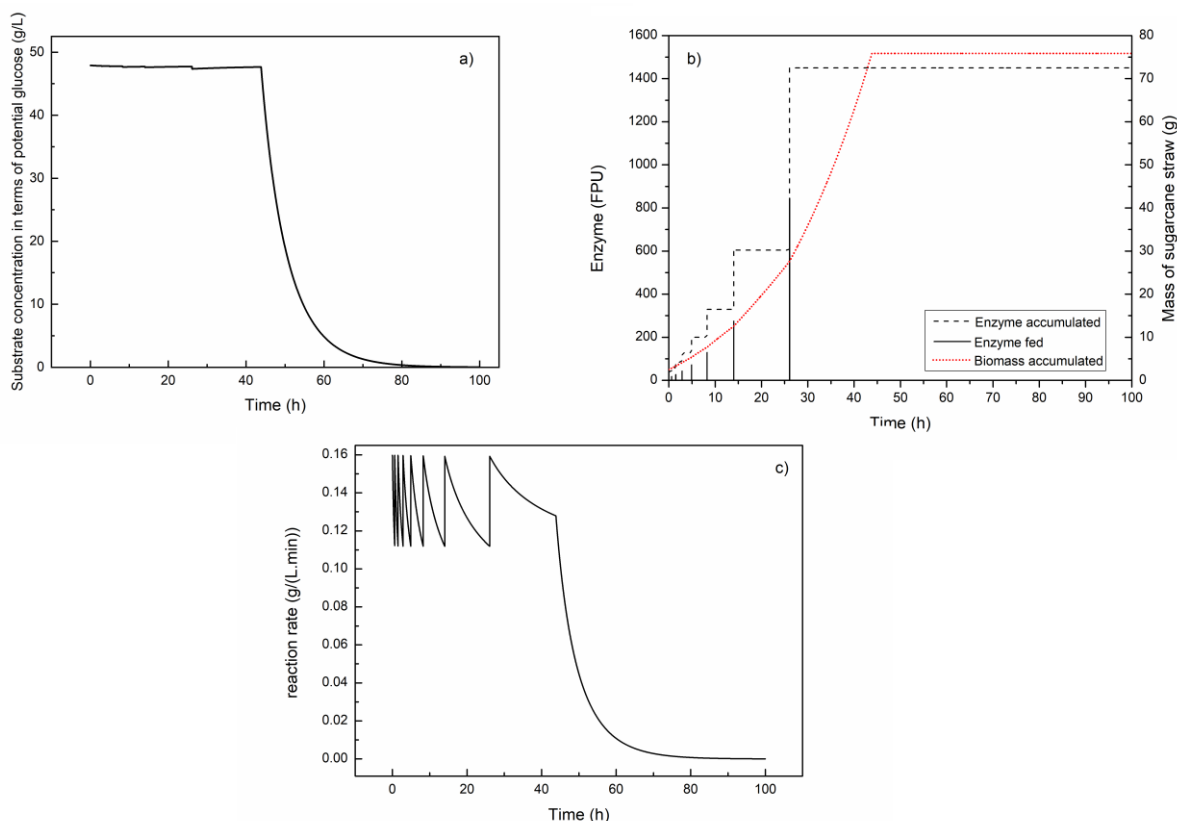 Substrate concentration in terms of potential glucose (g/L)
50
40
30
20
10
0
a)
0 20 40 60 80 100
Time (h)
Enzyme (FPU)
1600
1400
1200
1000
800
600
400
200
0
b)
Enzyme accumulated
Enzyme fed
Biomass accumulated
80
70
60
50
40
30
20
10
0
Mass of sugarcane straw (g)
0 10 20 30 40 50 60 70 80 90 100
Time (h)
reaction rate (g/(L.min))
0.16
0.14
0.12
0.10
0.08
0.06
0.04
0.02
0.00
c)
0 20 40 60 80 100
Time (h)